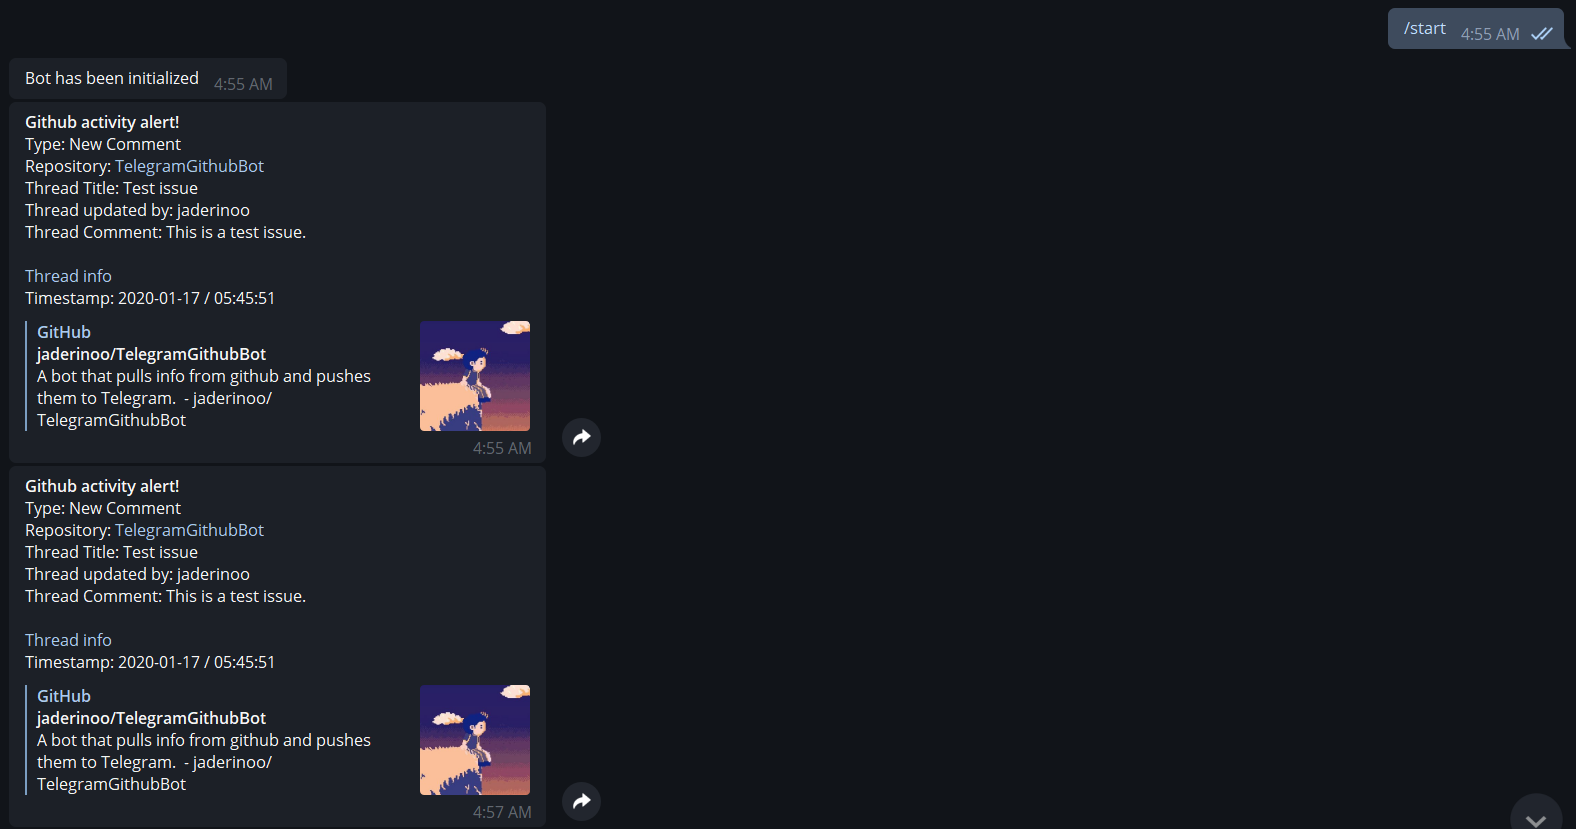 /start 4:55 AM
Bot has been initialized 4:55 AM
Github activity alert!
Type: New Comment
Repository: TelegramGithubBot
Thread Title: Test issue
Thread updated by: jaderinoo
Thread Comment: This is a test issue.
Thread info
Timestamp: 2020-01-17 / 05:45:51
GitHub
jaderinoo/TelegramGithubBot
A bot that pulls info from github and pushes
them to Telegram. - jaderinoo/
TelegramGithubBot
4:55 AM
Github activity alert!
Type: New Comment
Repository: TelegramGithubBot
Thread Title: Test issue
Thread updated by: jaderinoo
Thread Comment: This is a test issue.
Thread info
Timestamp: 2020-01-17 / 05:45:51
GitHub
jaderinoo/TelegramGithubBot
A bot that pulls info from github and pushes
them to Telegram. - jaderinoo/
TelegramGithubBot
4:57 AM